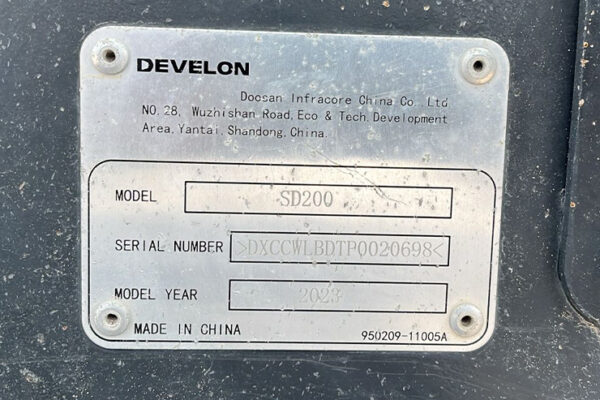 DEVELON
Doosan Infracore China Co., Ltd.
NO.28, Wuzhishan Road, Eco & Tech. Development
Area, Yantai, Shandong, China.
MODEL SD200
SERIAL NUMBER >DXCCWLBDTP0020698<
MODEL YEAR 2023
MADE IN CHINA 950209-11005A